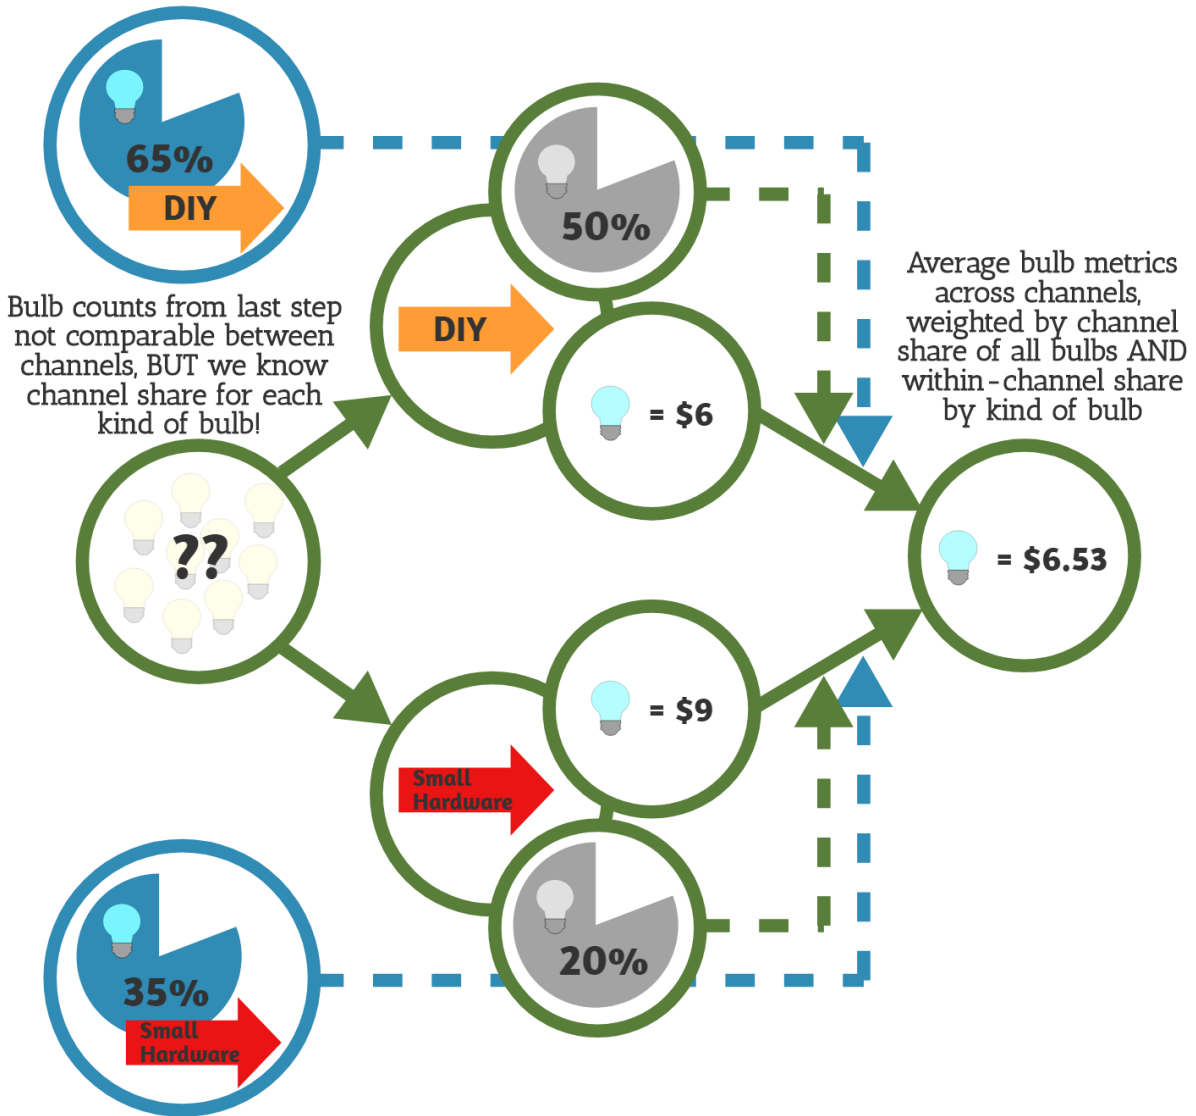 65%
DIY
Bulb counts from last step
not comparable between
channels, BUT we know
channel share for each
kind of bulb!
??
50%
DIY
= $6
Average bulb metrics
across channels,
weighted by channel
share of all bulbs AND
within-channel share
by kind of bulb
= $6.53
= $9
Small
Hardware
20%
35%
Small
Hardware